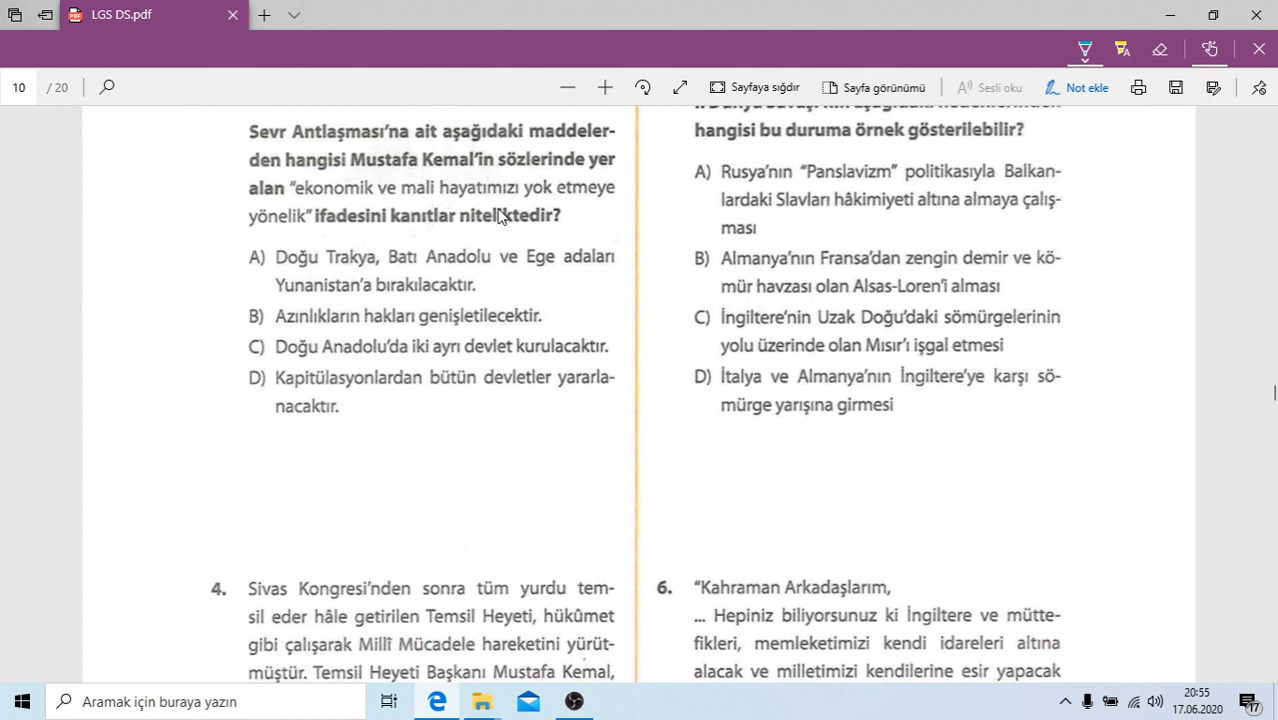 LGS DS.pdf
10 / 20
Sayfaya sığdır
Sayfa görünümü
Sesli oku
Not ekle
Sevr Antlaşması’na ait aşağıdaki maddeler-
den hangisi Mustafa Kemal’in sözlerinde yer
alan “ekonomik ve mali hayatımızı yok etmeye
yönelik” ifadesini kanıtlar niteliktedir?
A) Doğu Trakya, Batı Anadolu ve Ege adaları
Yunanistan’a bırakılacaktır.
B) Azınlıkların hakları genişletilecektir.
C) Doğu Anadolu’da iki ayrı devlet kurulacaktır.
D) Kapitülasyonlardan bütün devletler yararla-
nacaktır.
4. Sivas Kongresi’nden sonra tüm yurdu tem-
sil eder hâle getirilen Temsil Heyeti, hükûmet
gibi çalışarak Millî Mücadele hareketini yürüt-
müştür. Temsil Heyeti Başkanı Mustafa Kemal,
hangisi bu duruma örnek gösterilebilir?
A) Rusya’nın “Panslavizm” politikasıyla Balkan-
lardaki Slavları hâkimiyeti altına almaya çalış-
ması
B) Almanya’nın Fransa’dan zengin demir ve kö-
mür havzası olan Alsas-Loren’i alması
C) İngiltere’nin Uzak Doğu’daki sömürgelerinin
yolu üzerinde olan Mısır’ı işgal etmesi
D) İtalya ve Almanya’nın İngiltere’ye karşı sö-
mürge yarışına girmesi
6. “Kahraman Arkadaşlarım,
... Hepiniz biliyorsunuz ki İngiltere ve mütte-
fikleri, memleketimizi kendi idareleri altına
alacak ve milletimizi kendilerine esir yapacak
Aramak için buraya yazın
20:55
17.06.2020
17